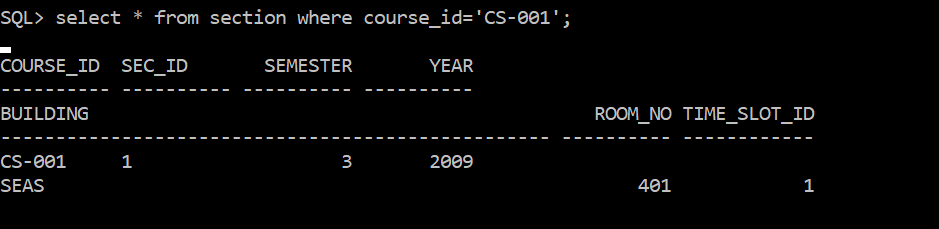 SQL> select * from section where course_id='CS-001';
COURSE_ID  SEC_ID       SEMESTER       YEAR
---------- ---------- ---------- ----------
BUILDING                                              ROOM_NO TIME_SLOT_ID
-------------------------------------------------- ---------- ------------
CS-001     1                   3       2009
SEAS                                                      401            1